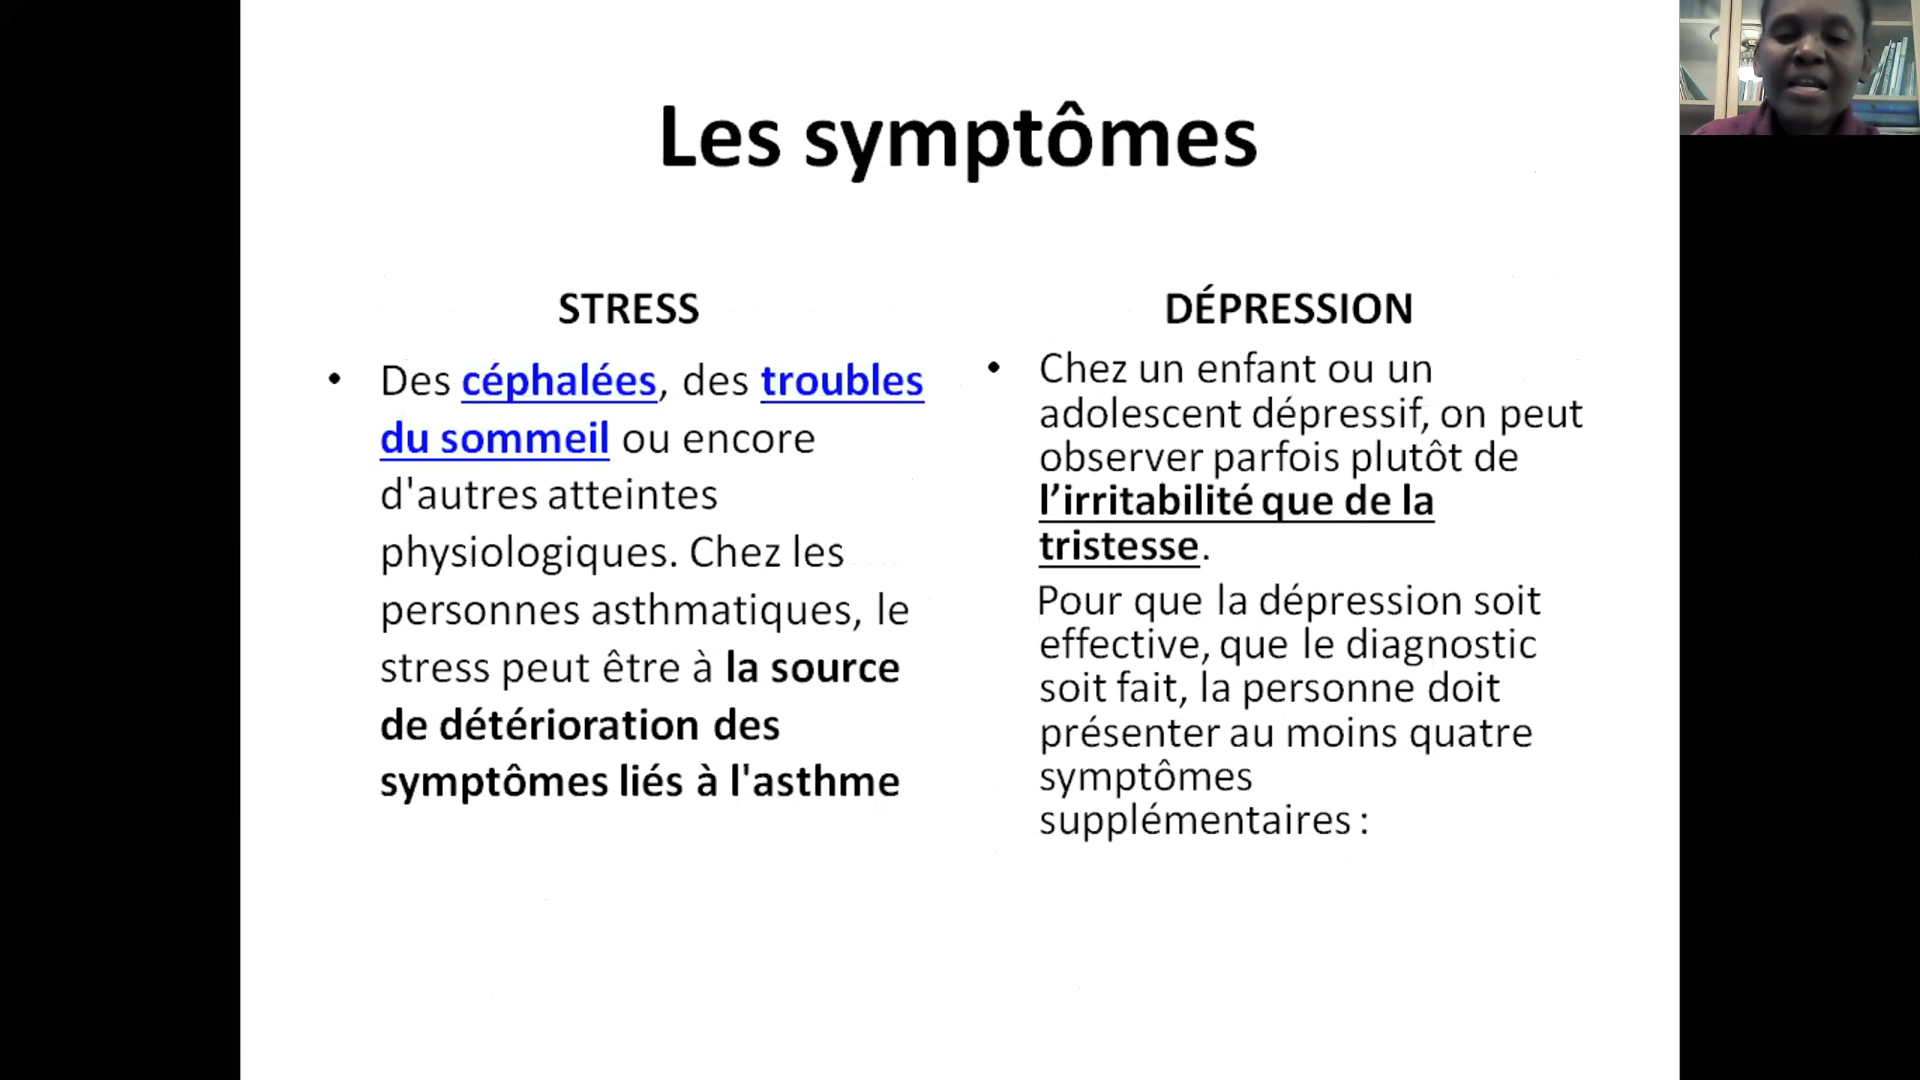 Les symptômes
STRESS
• Des céphalées, des troubles
du sommeil ou encore
d'autres atteintes
physiologiques. Chez les
personnes asthmatiques, le
stress peut être à la source
de détérioration des
symptômes liés à l'asthme
DÉPRESSION
• Chez un enfant ou un
adolescent dépressif, on peut
observer parfois plutôt de
l’irritabilité que de la
tristesse.
Pour que la dépression soit
effective, que le diagnostic
soit fait, la personne doit
présenter au moins quatre
symptômes
supplémentaires :